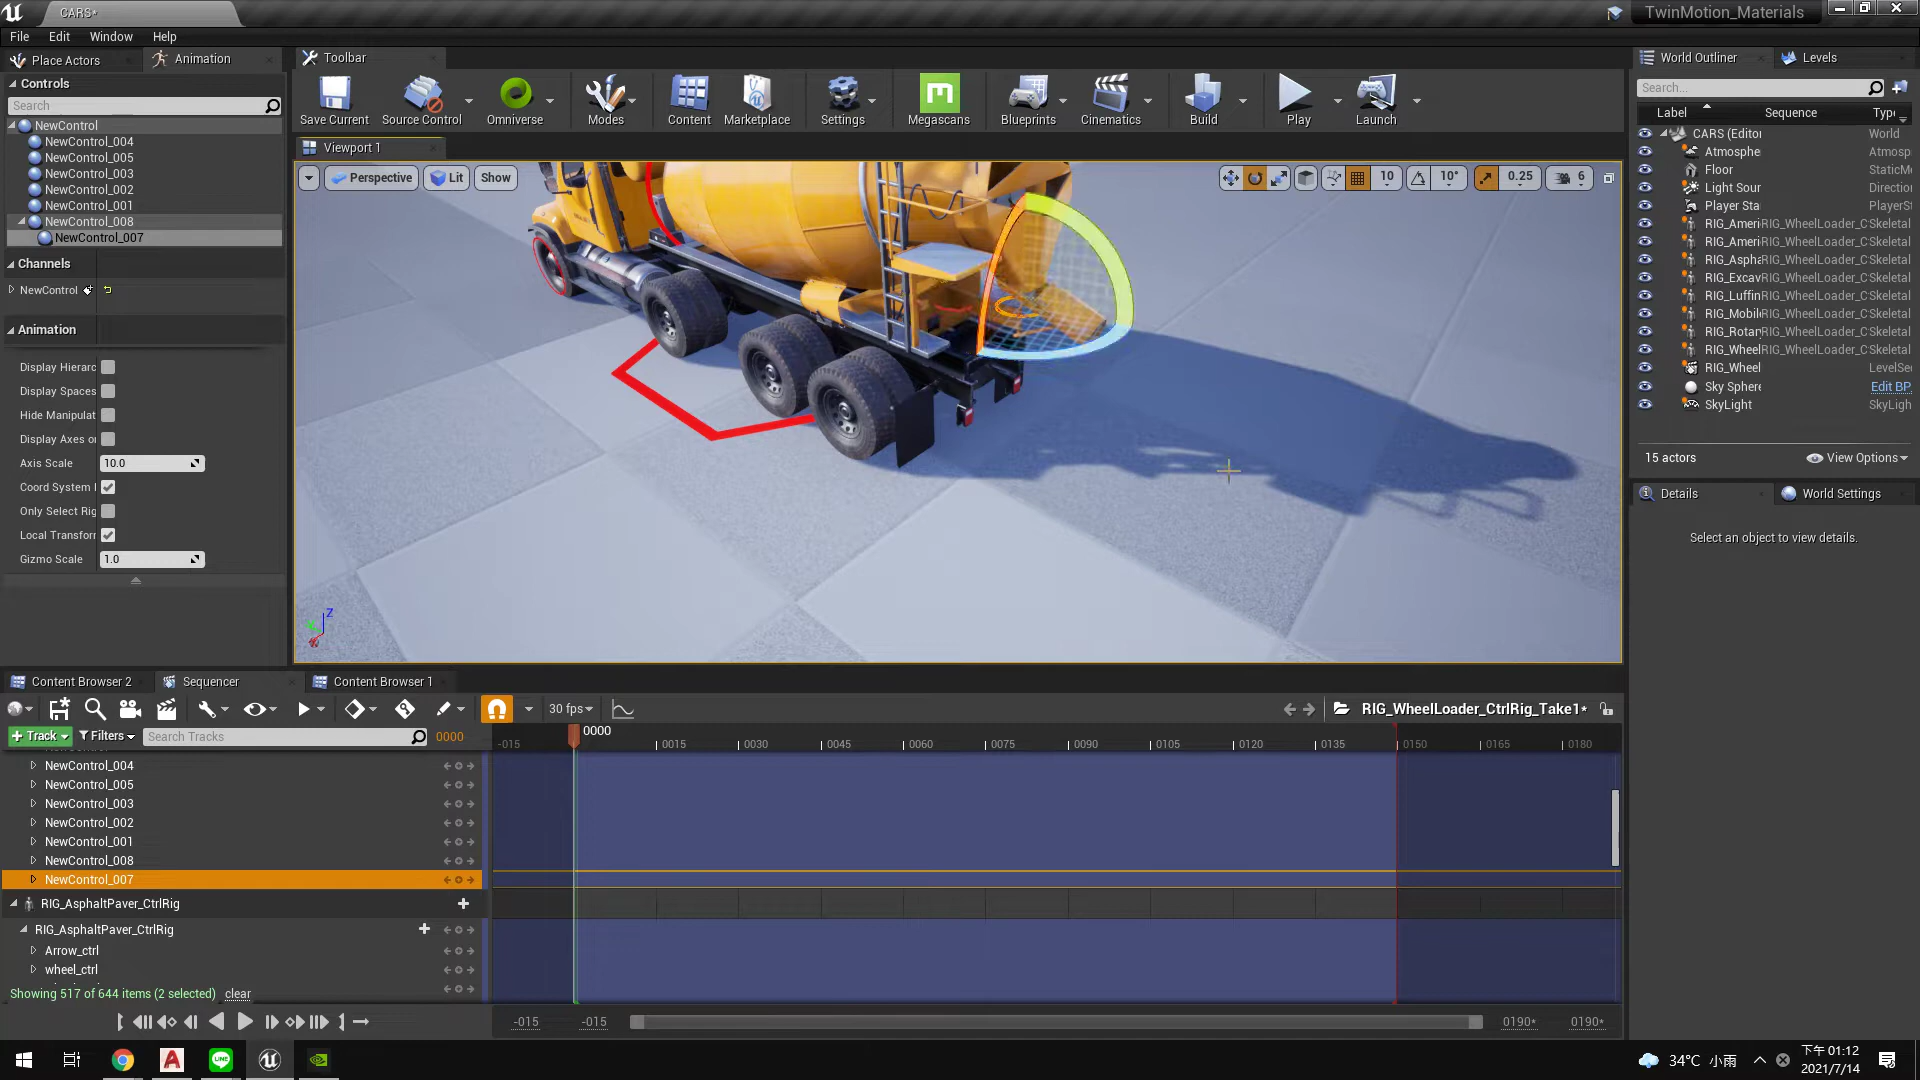 CARS*
TwinMotion_Materials
File Edit Window Help
Place Actors
Animation
Controls
Search
NewControl
NewControl_004
NewControl_005
NewControl_003
NewControl_002
NewControl_001
NewControl_008
NewControl_007
Channels
NewControl
Animation
Display Hierarc
Display Spaces
Hide Manipulat
Display Axes o
Axis Scale 10.0
Coord System
Only Select Rig
Local Transfor
Gizmo Scale 1.0
Toolbar
Save Current
Source Control
Omniverse
Modes
Content
Marketplace
Settings
Megascans
Blueprints
Cinematics
Build
Play
Launch
Viewport 1
Perspective Lit Show
10 10° 0.25 6
Z
World Outliner
Levels
Search...
Label Sequence Typ
CARS (Editor World
Atmosphe Atmosp
Floor StaticMe
Light Sour Direction
Player Sta PlayerSt
RIG_Ameri RIG_WheelLoader_C Skeletal
RIG_Ameri RIG_WheelLoader_C Skeletal
RIG_Aspha RIG_WheelLoader_C Skeletal
RIG_Excav RIG_WheelLoader_C Skeletal
RIG_Luffin RIG_WheelLoader_C Skeletal
RIG_Mobil RIG_WheelLoader_C Skeletal
RIG_Rotary RIG_WheelLoader_C Skeletal
RIG_Wheel RIG_WheelLoader_C Skeletal
RIG_Wheel LevelSec
Sky Sphere Edit BP
SkyLight SkyLigh
15 actors
View Options
Details
World Settings
Select an object to view details.
Content Browser 2
Sequencer
Content Browser 1
30 fps
RIG_WheelLoader_CtrlRig_Take1*
Track
Filters
Search Tracks
0000
-015 0000 0015 0030 0045 0060 0075 0090 0105 0120 0135 0150 0165 0180
NewControl_004
NewControl_005
NewControl_003
NewControl_002
NewControl_001
NewControl_008
NewControl_007
RIG_AsphaltPaver_CtrlRig
RIG_AsphaltPaver_CtrlRig
Arrow_ctrl
wheel_ctrl
Showing 517 of 644 items (2 selected) clear
-015 -015 0190* 0190*
34°C 小雨
下午 01:12
2021/7/14